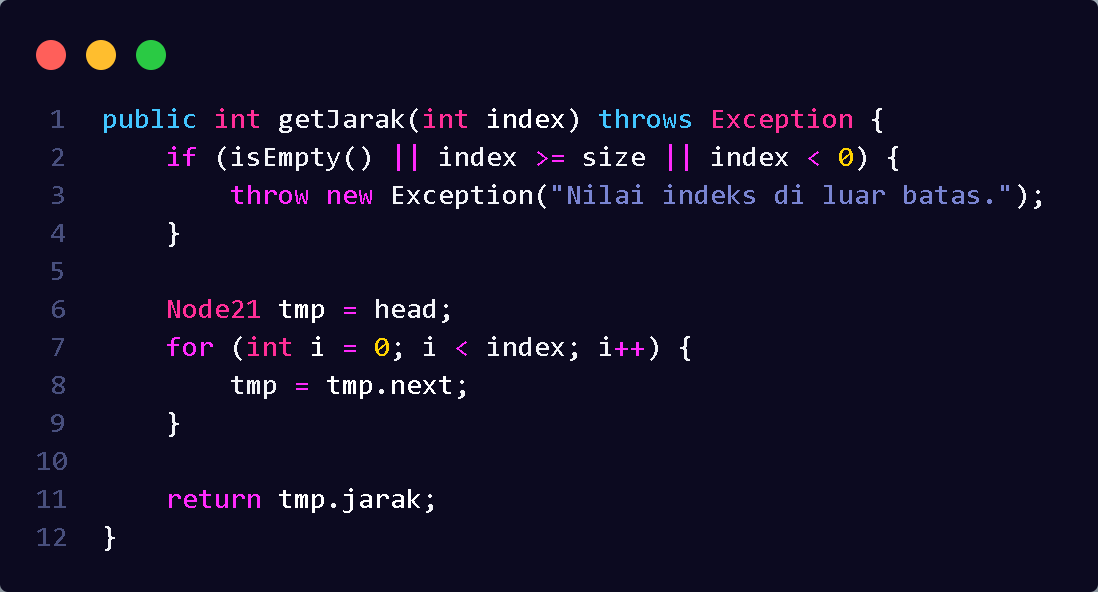 1 public int getJarak(int index) throws Exception {
2     if (isEmpty() || index >= size || index < 0) {
3         throw new Exception("Nilai indeks di luar batas.");
4     }
5
6     Node21 tmp = head;
7     for (int i = 0; i < index; i++) {
8         tmp = tmp.next;
9     }
10
11     return tmp.jarak;
12 }